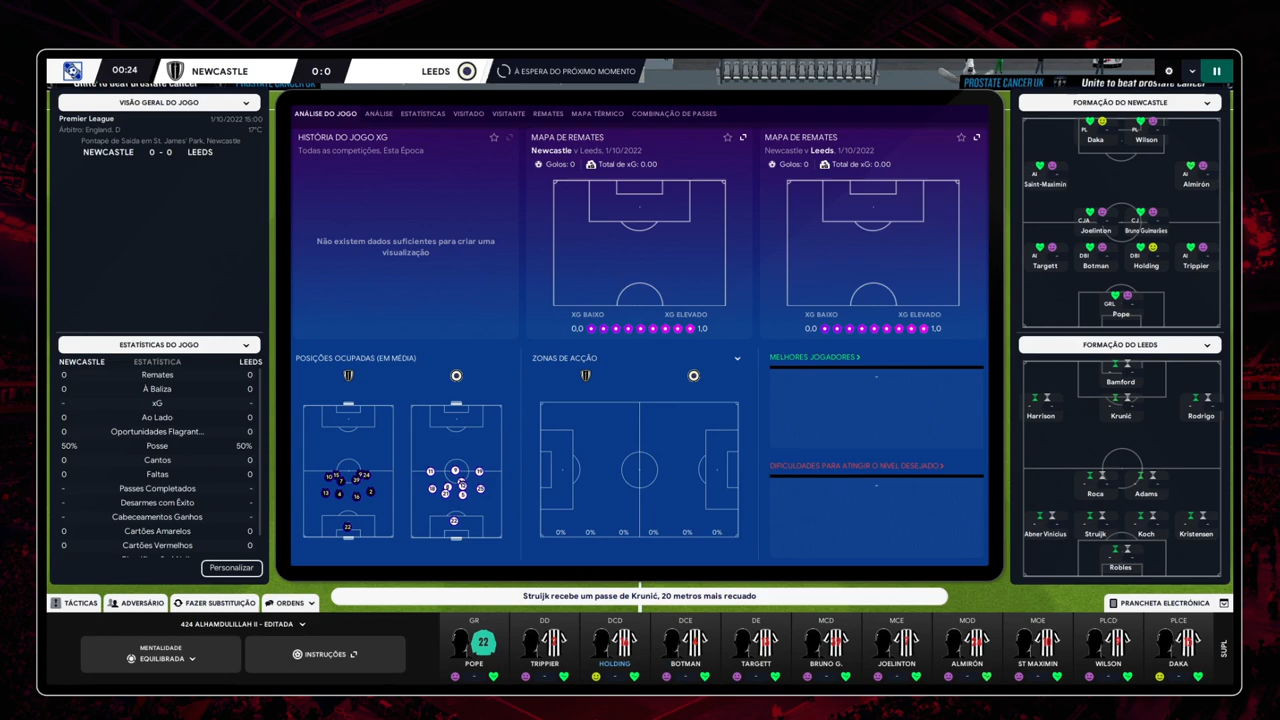 PROSTATE CANCER UK
Unite to beat prostate cancer
00:24
NEWCASTLE
0:0
LEEDS
À ESPERA DO PRÓXIMO MOMENTO
VISÃO GERAL DO JOGO
Premier League
1/10/2022 15:00
Árbitro: England, D
17°C
Pontapé de Saída em St. James' Park, Newcastle
NEWCASTLE 0 - 0 LEEDS
ESTATÍSTICAS DO JOGO
NEWCASTLE ESTATÍSTICA LEEDS
0 Remates 0
0 À Baliza 0
- xG -
0 Ao Lado 0
0 Oportunidades Flagrant... 0
50% Posse 50%
0 Cantos 0
0 Faltas 0
- Passes Completados -
- Desarmes com Êxito -
- Cabeceamentos Ganhos -
0 Cartões Amarelos 0
0 Cartões Vermelhos 0
Personalizar
ANÁLISE DO JOGO ANÁLISE ESTATÍSTICAS VISITADO VISITANTE REMATES MAPA TÉRMICO COMBINAÇÃO DE PASSES
HISTÓRIA DO JOGO XG
Todas as competições, Esta Época
Não existem dados suficientes para criar uma
visualização
MAPA DE REMATES
Newcastle v Leeds, 1/10/2022
Golos: 0 Total de xG: 0.00
XG BAIXO XG ELEVADO
0.0 1.0
MAPA DE REMATES
Newcastle v Leeds, 1/10/2022
Golos: 0 Total de xG: 0.00
XG BAIXO XG ELEVADO
0.0 1.0
POSIÇÕES OCUPADAS (EM MÉDIA)
ZONAS DE ACÇÃO
0% 0% 0% 0% 0% 0%
MELHORES JOGADORES >
-
DIFICULDADES PARA ATINGIR O NÍVEL DESEJADO >
-
FORMAÇÃO DO NEWCASTLE
PL PL
Daka Wilson
AI AI
Saint-Maximin Almirón
CJA CJ
Joelinton Bruno Guimarães
AI DBI DBI AI
Targett Botman Holding Trippier
GRL
Pope
FORMAÇÃO DO LEEDS
Bamford
Harrison Krunić Rodrigo
Roca Adams
Abner Vinícius Struijk Koch Kristensen
Robles
Struijk recebe um passe de Krunić, 20 metros mais recuado
TÁCTICAS ADVERSÁRIO FAZER SUBSTITUIÇÃO ORDENS
PRANCHETA ELECTRÓNICA
424 ALHAMDULILLAH II - EDITADA
MENTALIDADE
EQUILIBRADA
INSTRUÇÕES
GR DD DCD DCE DE MCD MCE MOD MOE PLCD PLCE
22
POPE TRIPPIER HOLDING BOTMAN TARGETT BRUNO G. JOELINTON ALMIRÓN ST MAXIMIN WILSON DAKA
SUPL